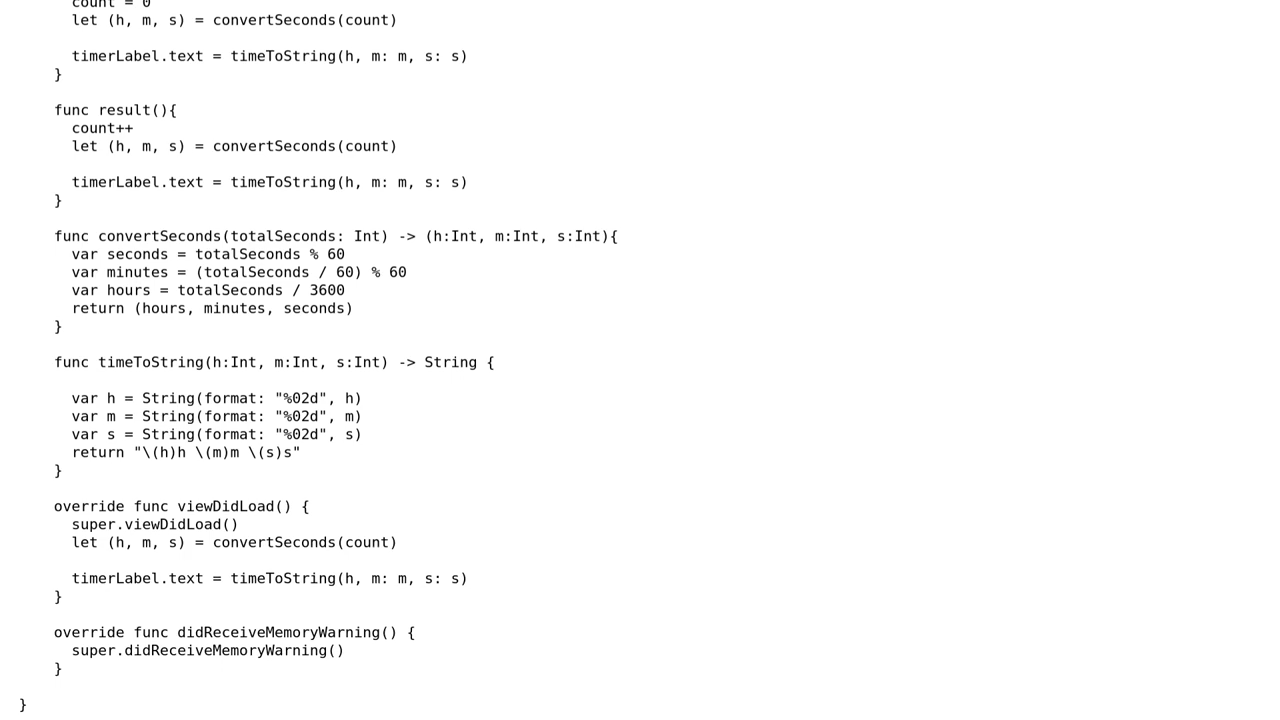 count = 0
let (h, m, s) = convertSeconds(count)
timerLabel.text = timeToString(h, m: m, s: s)
}
func result(){
count++
let (h, m, s) = convertSeconds(count)
timerLabel.text = timeToString(h, m: m, s: s)
}
func convertSeconds(totalSeconds: Int) -> (h:Int, m:Int, s:Int){
var seconds = totalSeconds % 60
var minutes = (totalSeconds / 60) % 60
var hours = totalSeconds / 3600
return (hours, minutes, seconds)
}
func timeToString(h:Int, m:Int, s:Int) -> String {
var h = String(format: "%02d", h)
var m = String(format: "%02d", m)
var s = String(format: "%02d", s)
return "\(h)h \(m)m \(s)s"
}
override func viewDidLoad() {
super.viewDidLoad()
let (h, m, s) = convertSeconds(count)
timerLabel.text = timeToString(h, m: m, s: s)
}
override func didReceiveMemoryWarning() {
super.didReceiveMemoryWarning()
}
}